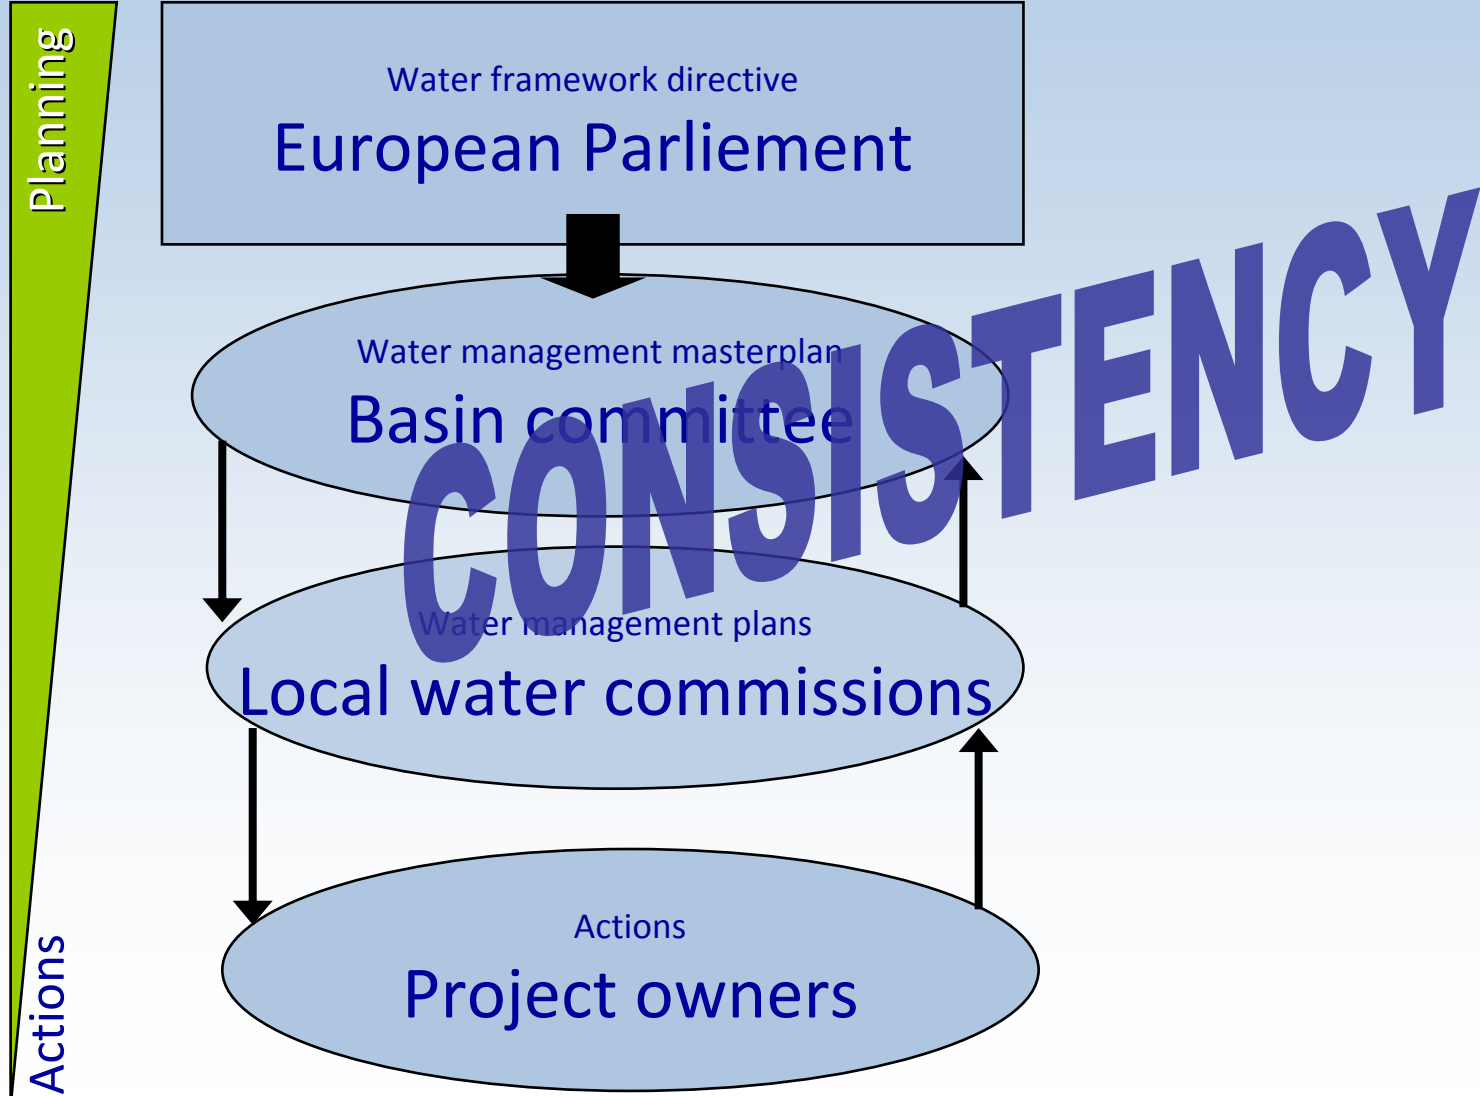 Planning
Water framework directive
European Parliement
Water management masterplan
Basin committee
CONSISTENCY
Water management plans
Local water commissions
Actions
Project owners
Actions